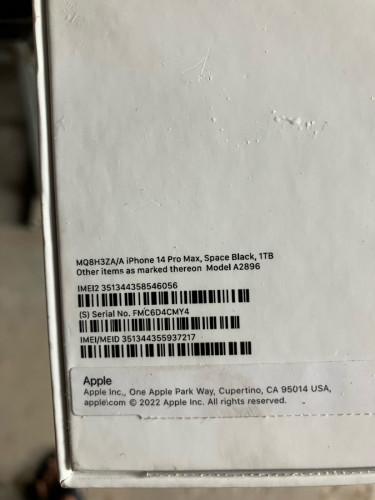 MQ8H3ZA/A iPhone 14 Pro Max, Space Black, 1TB
Other items as marked thereon Model A2896
IMEI2 351344358546056
(S) Serial No. FMC6D4CMY4
IMEI/MEID 351344355937217
Apple
Apple Inc., One Apple Park Way, Cupertino, CA 95014 USA,
apple.com © 2022 Apple Inc. All rights reserved.